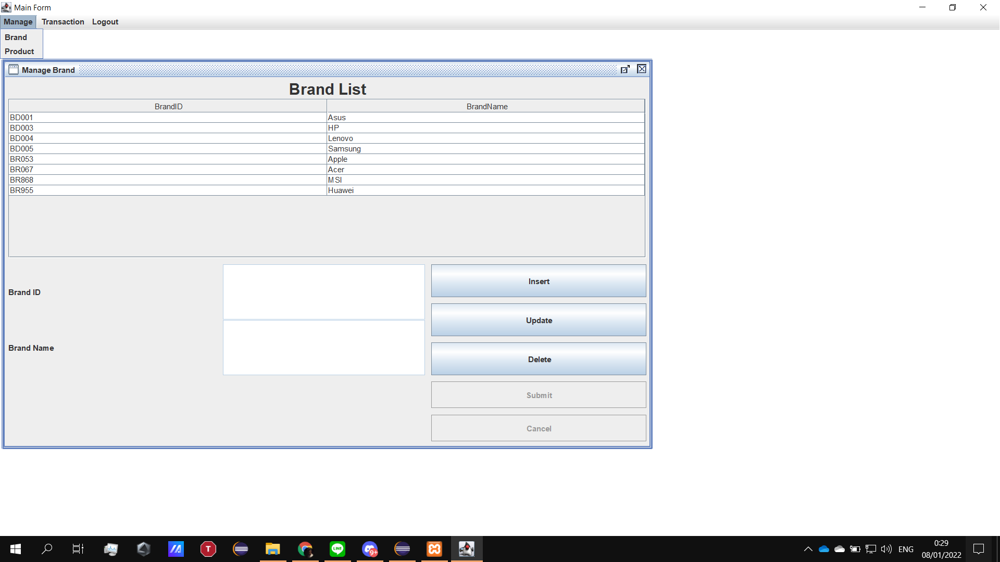 Main Form
Manage Transaction Logout
Brand
Product
Manage Brand
Brand List
BrandID BrandName
BD001 Asus
BD003 HP
BD004 Lenovo
BD005 Samsung
BR053 Apple
BR067 Acer
BR868 MSI
BR955 Huawei
Brand ID
Brand Name
Insert
Update
Delete
Submit
Cancel
T
LINE
9+
ENG
0:29
08/01/2022